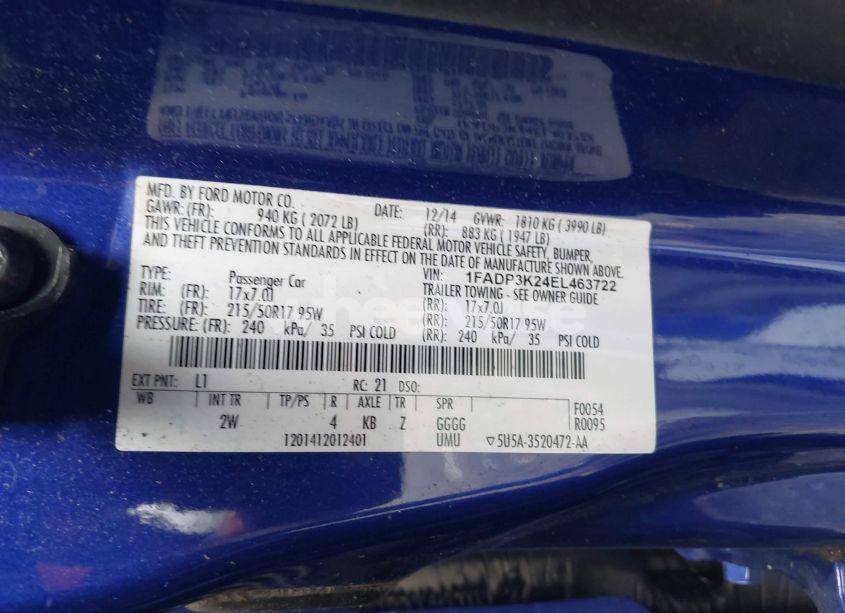 MFD. BY FORD MOTOR CO.
DATE: 12/14 GVWR: 1810 KG ( 3990 LB)
GAWR: (FR): 940 KG ( 2072 LB) (RR): 883 KG ( 1947 LB)
THIS VEHICLE CONFORMS TO ALL APPLICABLE FEDERAL MOTOR VEHICLE SAFETY, BUMPER,
AND THEFT PREVENTION STANDARDS IN EFFECT ON THE DATE OF MANUFACTURE SHOWN ABOVE.
VIN: 1FADP3K24EL463722
TYPE: Passenger Car TRAILER TOWING - SEE OWNER GUIDE
RIM: (FR): 17x7.0J (RR): 17x7.0J
TIRE: (FR): 215/50R17 95W (RR): 215/50R17 95W
PRESSURE: (FR): 240 kPa/ 35 PSI COLD (RR): 240 kPa/ 35 PSI COLD
EXT PNT: L1 RC: 21 DSO:
WB INT TR TP/PS R AXLE TR SPR F0054
2W 4 KB Z GGGG R0095
1201412012401 UMU ▽5U5A-3520472-AA